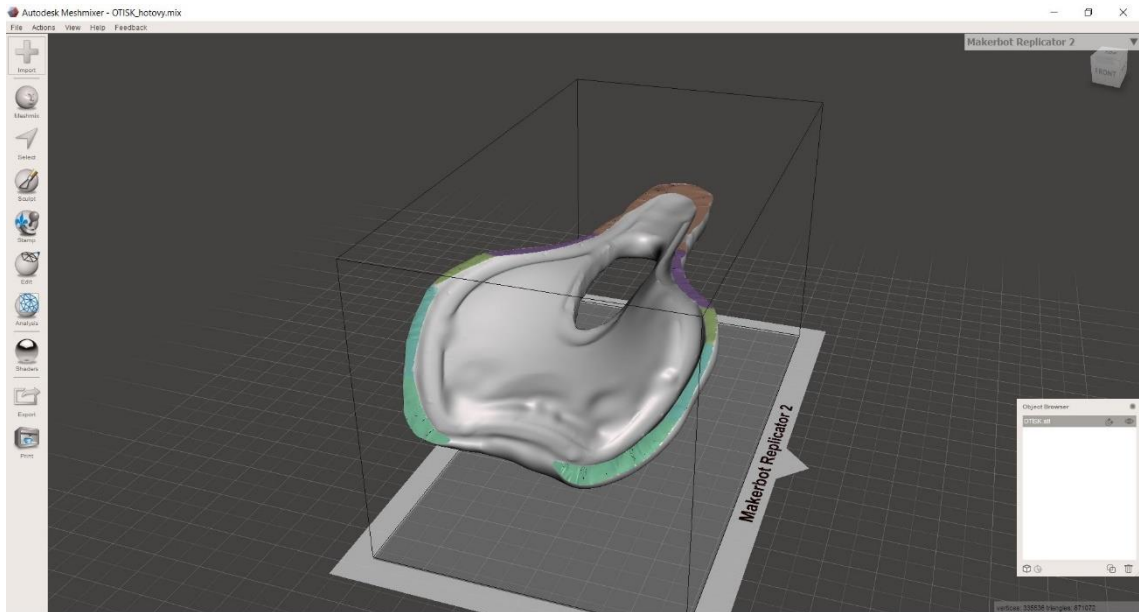 Autodesk Meshmixer - OTISK_hotovy.mix
File Actions View Help Feedback
Makerbot Replicator 2
FRONT
Import
Meshmix
Select
Sculpt
Stamp
Edit
Analysis
Shaders
Export
Print
Makerbot Replicator 2
Object Browser
OTISK.stl